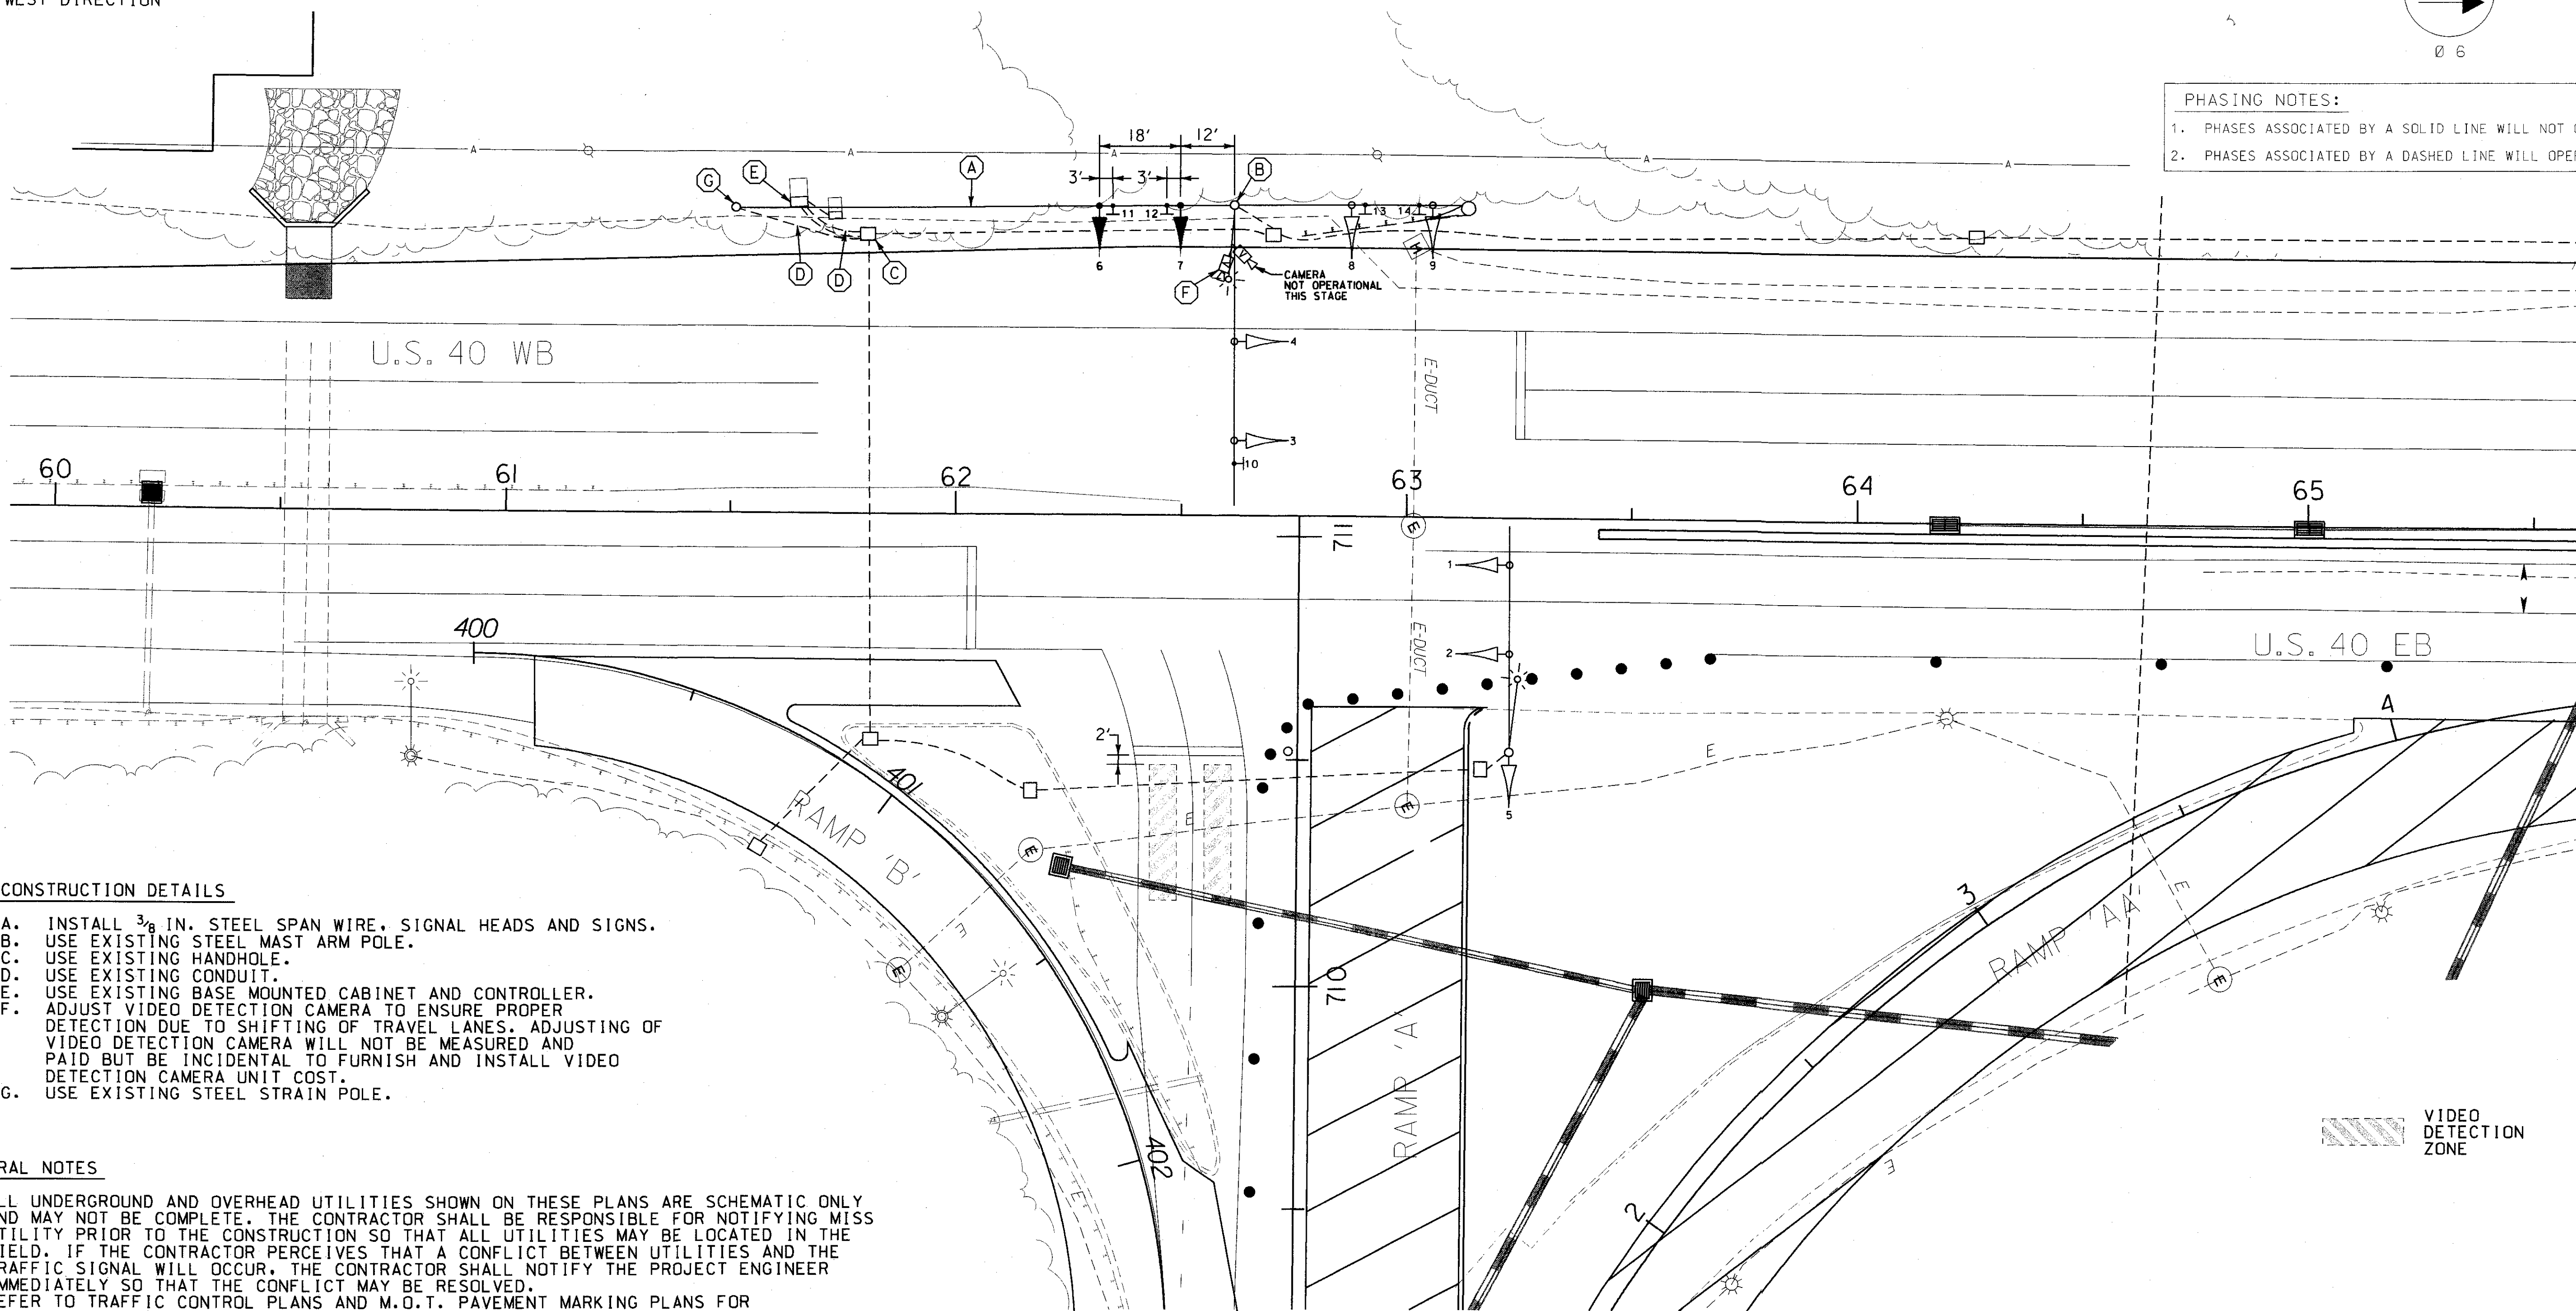 WEST DIRECTION
Ø 6
PHASING NOTES:
1. PHASES ASSOCIATED BY A SOLID LINE WILL NOT
2. PHASES ASSOCIATED BY A DASHED LINE WILL
18' 12'
A A A A A
3' 3'
G E A B
11 12 13 14
D D C
6 7 8 9
F
CAMERA
NOT OPERATIONAL
THIS STAGE
4
U.S. 40 WB
E-DUCT
3
10
60 61 62 63 64 65
711
E
1
400
E-DUCT
2
U.S. 40 EB
4
2'
E
401
5
E
E
RAMP 'B'
E
CONSTRUCTION DETAILS
3
E
A. INSTALL 3/8 IN. STEEL SPAN WIRE, SIGNAL HEADS AND SIGNS.
B. USE EXISTING STEEL MAST ARM POLE.
C. USE EXISTING HANDHOLE.
D. USE EXISTING CONDUIT.
E. USE EXISTING BASE MOUNTED CABINET AND CONTROLLER.
F. ADJUST VIDEO DETECTION CAMERA TO ENSURE PROPER
DETECTION DUE TO SHIFTING OF TRAVEL LANES. ADJUSTING OF
VIDEO DETECTION CAMERA WILL NOT BE MEASURED AND
PAID BUT BE INCIDENTAL TO FURNISH AND INSTALL VIDEO
DETECTION CAMERA UNIT COST.
G. USE EXISTING STEEL STRAIN POLE.
E
E
RAMP 'AA'
E
710
RAMP 'A'
402
2
E
E
VIDEO
DETECTION
ZONE
RAL NOTES
LL UNDERGROUND AND OVERHEAD UTILITIES SHOWN ON THESE PLANS ARE SCHEMATIC ONLY
ND MAY NOT BE COMPLETE. THE CONTRACTOR SHALL BE RESPONSIBLE FOR NOTIFYING MISS
TILITY PRIOR TO THE CONSTRUCTION SO THAT ALL UTILITIES MAY BE LOCATED IN THE
IELD. IF THE CONTRACTOR PERCEIVES THAT A CONFLICT BETWEEN UTILITIES AND THE
RAFFIC SIGNAL WILL OCCUR, THE CONTRACTOR SHALL NOTIFY THE PROJECT ENGINEER
MMEDIATELY SO THAT THE CONFLICT MAY BE RESOLVED.
EFER TO TRAFFIC CONTROL PLANS AND M.O.T. PAVEMENT MARKING PLANS FOR